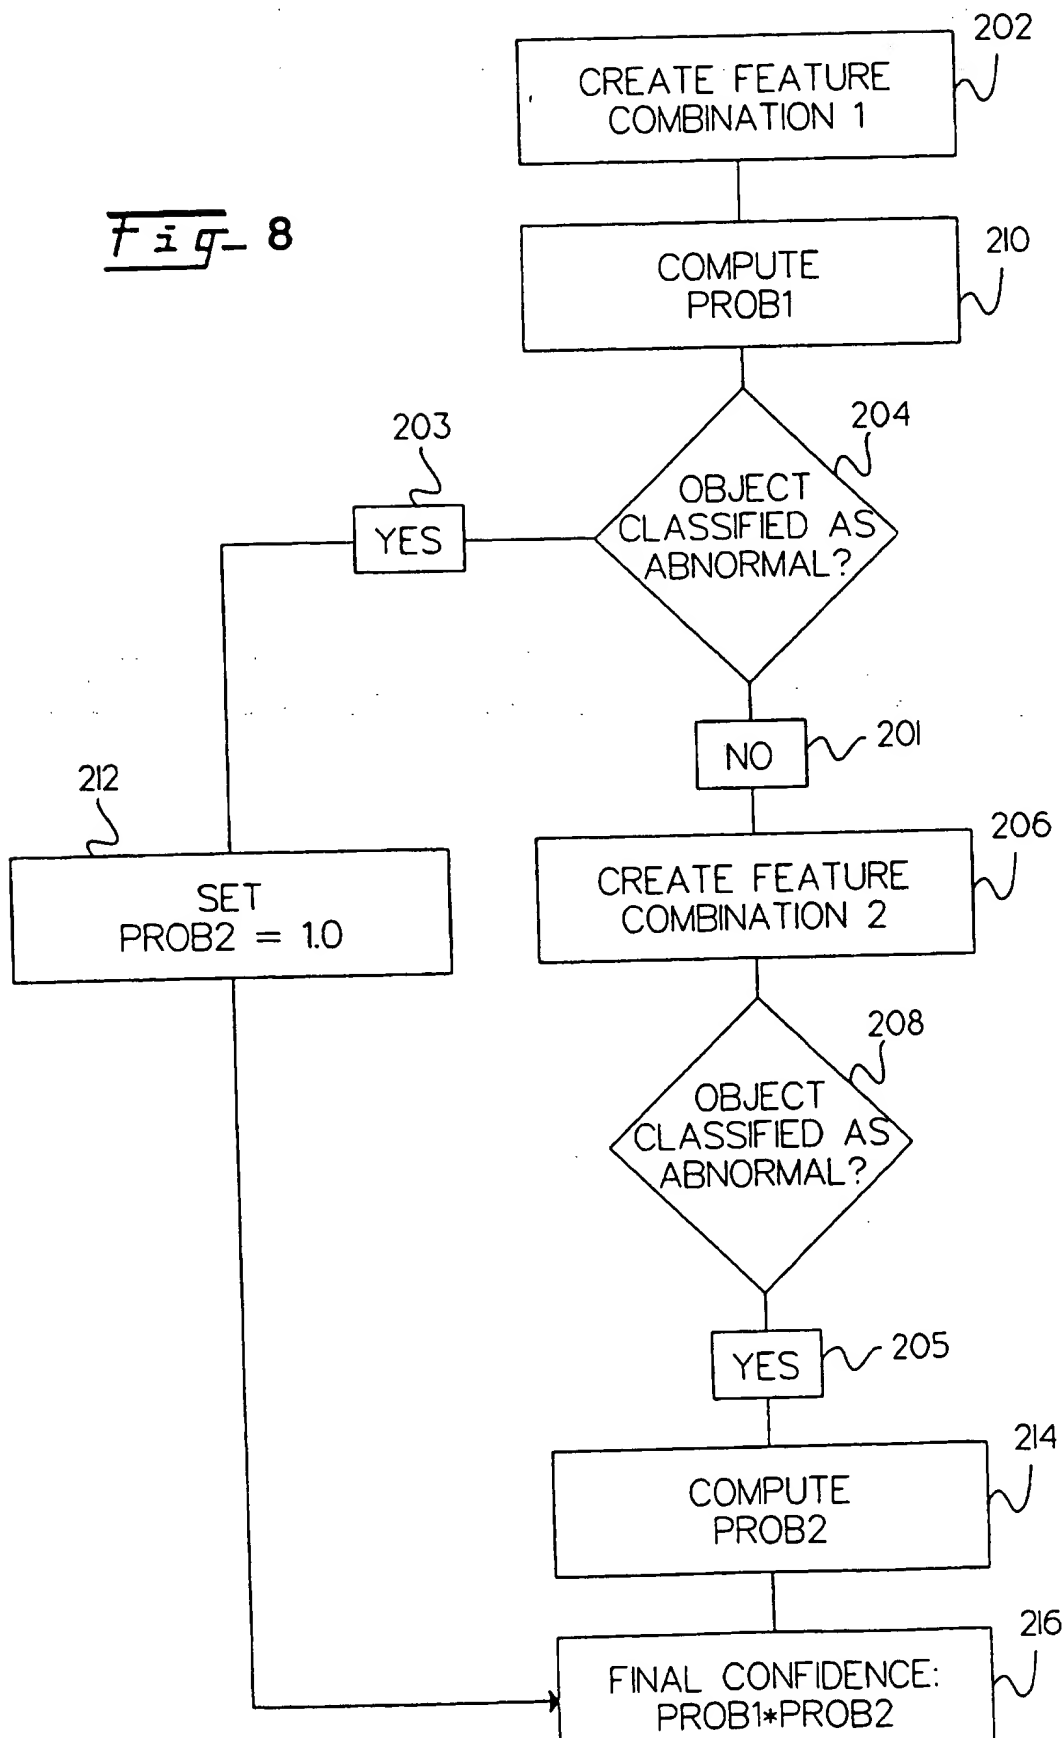 202
CREATE FEATURE
COMBINATION 1
Fig_ 8
210
COMPUTE
PROB1
204
203
OBJECT
CLASSIFIED AS
ABNORMAL?
YES
201
NO
212
206
SET
PROB2 = 1.0
CREATE FEATURE
COMBINATION 2
208
OBJECT
CLASSIFIED AS
ABNORMAL?
205
YES
214
COMPUTE
PROB2
216
FINAL CONFIDENCE:
PROB1*PROB2